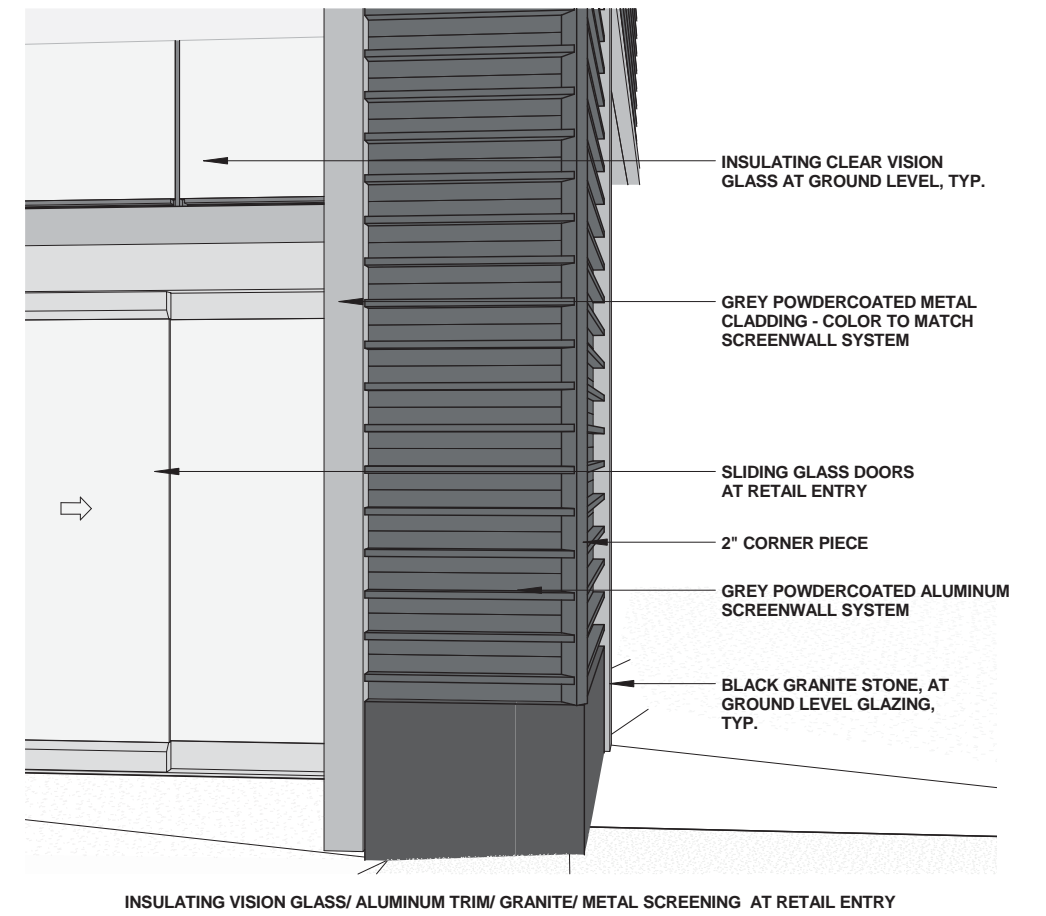 INSULATING CLEAR VISION
GLASS AT GROUND LEVEL, TYP.
GREY POWDERCOATED METAL
CLADDING - COLOR TO MATCH
SCREENWALL SYSTEM
SLIDING GLASS DOORS
AT RETAIL ENTRY
2" CORNER PIECE
GREY POWDERCOATED ALUMINUM
SCREENWALL SYSTEM
BLACK GRANITE STONE, AT
GROUND LEVEL GLAZING,
TYP.
INSULATING VISION GLASS/ ALUMINUM TRIM/ GRANITE/ METAL SCREENING AT RETAIL ENTRY